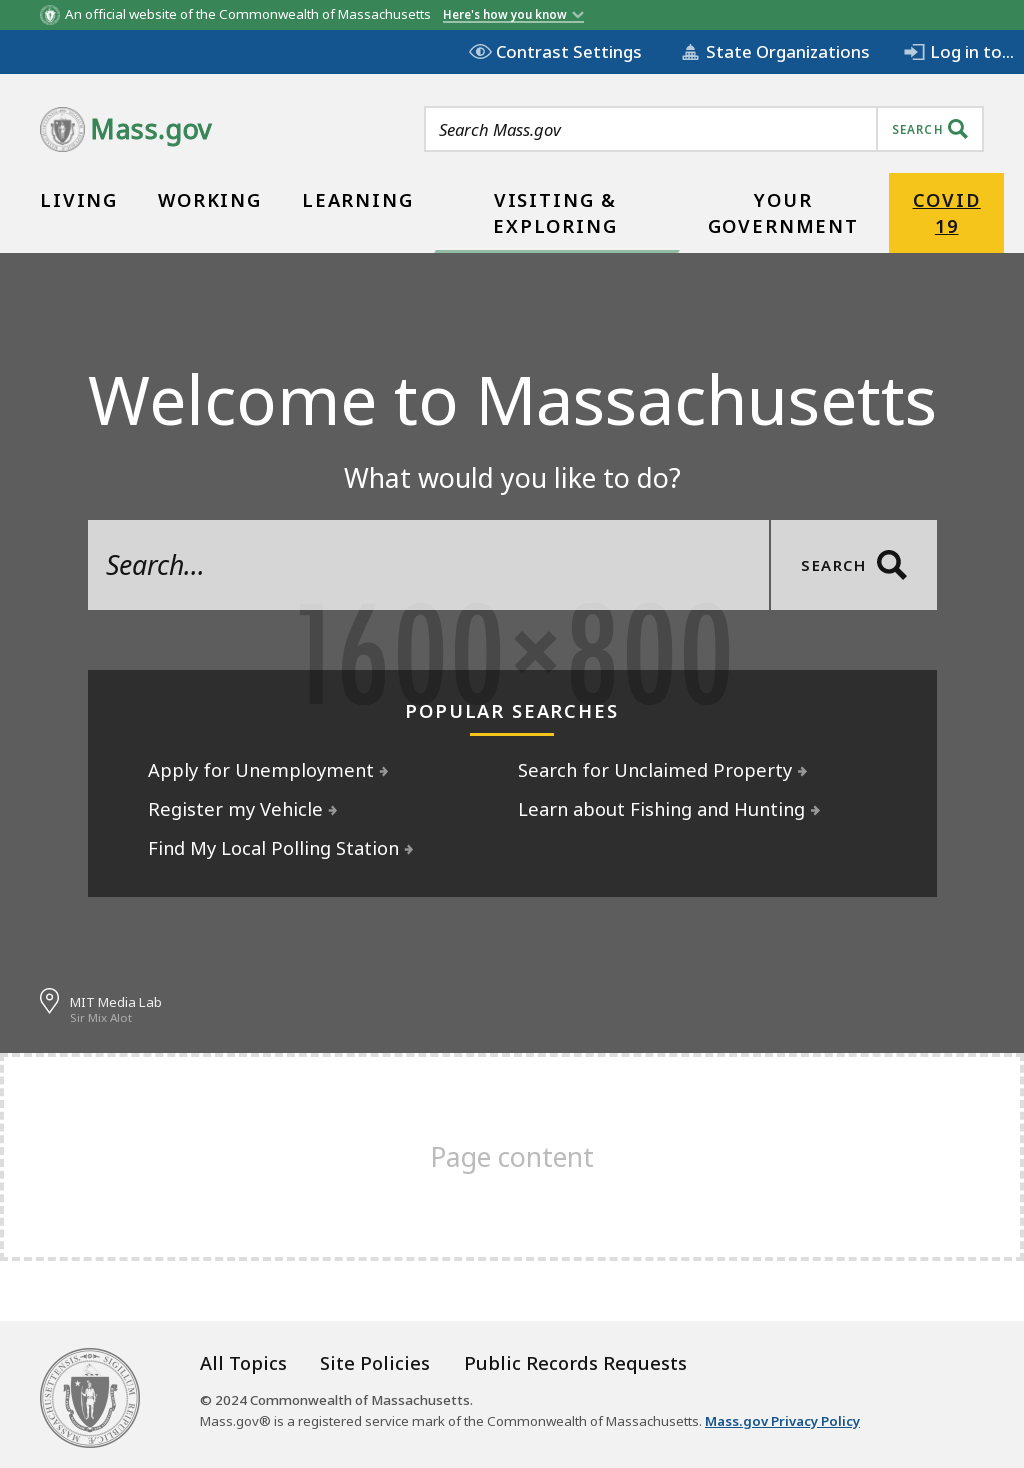 An official website of the Commonwealth of Massachusetts Here's how you know
Contrast Settings State Organizations Log in to...
Mass.gov
Search Mass.gov
SEARCH
LIVING
WORKING
LEARNING
VISITING &
EXPLORING
YOUR
GOVERNMENT
COVID
19
Welcome to Massachusetts
What would you like to do?
Search...
SEARCH
1600×800
POPULAR SEARCHES
Apply for Unemployment
Search for Unclaimed Property
Register my Vehicle
Learn about Fishing and Hunting
Find My Local Polling Station
MIT Media Lab
Sir Mix Alot
Page content
SIGILLUM REIPUBLICÆ MASSACHUSETTENSIS
All Topics Site Policies Public Records Requests
© 2024 Commonwealth of Massachusetts.
Mass.gov® is a registered service mark of the Commonwealth of Massachusetts. Mass.gov Privacy Policy